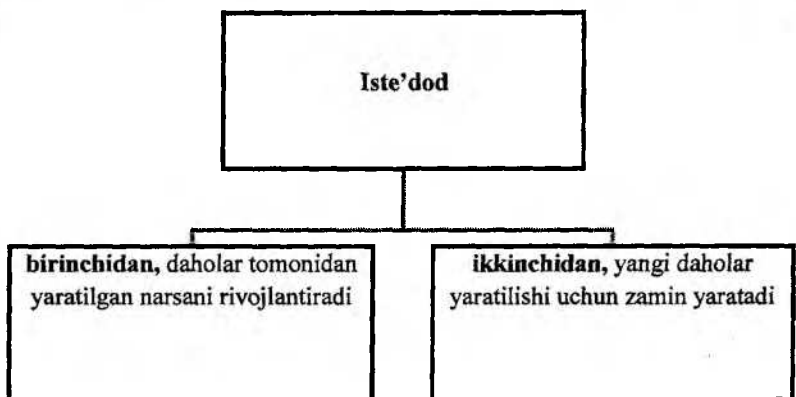 Iste’dod
birinchidan, daholar tomonidan
yaratilgan narsani rivojlantiradi
ikkinchidan, yangi daholar
yaratilishi uchun zamin yaratadi